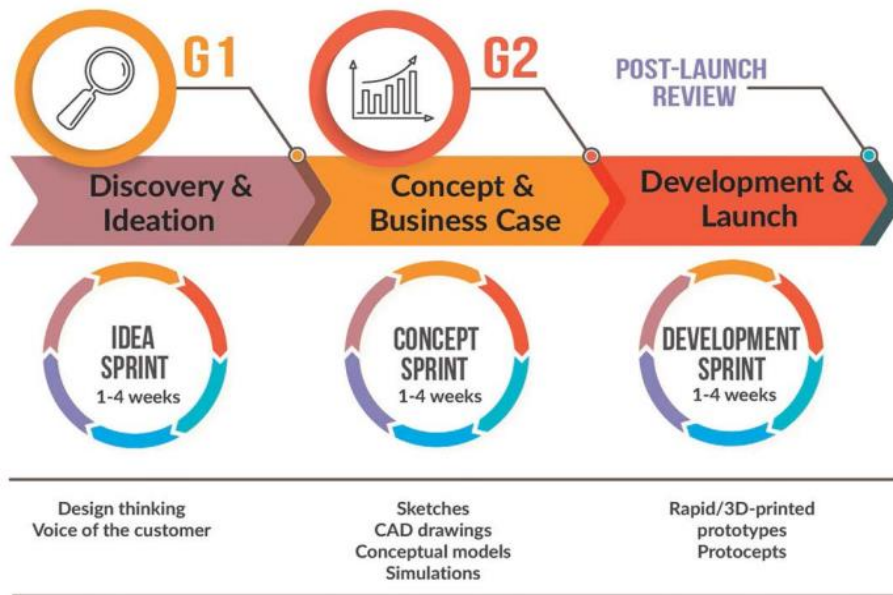 G1
G2
POST-LAUNCH
REVIEW
Discovery &
Ideation
Concept &
Business Case
Development &
Launch
IDEA
SPRINT
1-4 weeks
CONCEPT
SPRINT
1-4 weeks
DEVELOPMENT
SPRINT
1-4 weeks
Design thinking
Voice of the customer
Sketches
CAD drawings
Conceptual models
Simulations
Rapid/3D-printed
prototypes
Protocepts